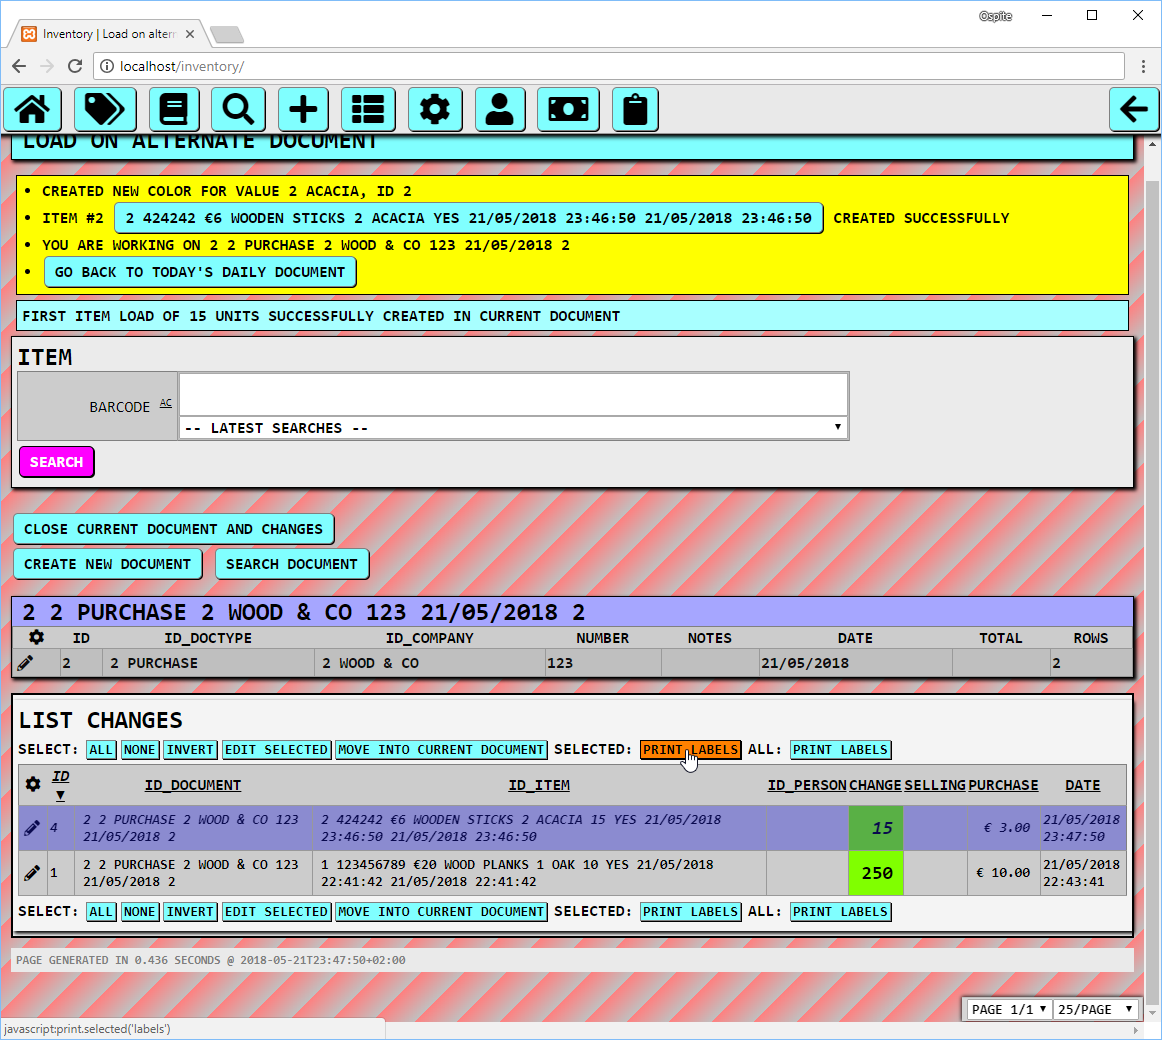 Ospite
Inventory | Load on altern
localhost/inventory/
LOAD ON ALTERNATE DOCUMENT
• CREATED NEW COLOR FOR VALUE 2 ACACIA, ID 2
• ITEM #2 2 424242 €6 WOODEN STICKS 2 ACACIA YES 21/05/2018 23:46:50 21/05/2018 23:46:50 CREATED SUCCESSFULLY
• YOU ARE WORKING ON 2 2 PURCHASE 2 WOOD & CO 123 21/05/2018 2
• GO BACK TO TODAY'S DAILY DOCUMENT
FIRST ITEM LOAD OF 15 UNITS SUCCESSFULLY CREATED IN CURRENT DOCUMENT
ITEM
BARCODE AC
-- LATEST SEARCHES --
SEARCH
CLOSE CURRENT DOCUMENT AND CHANGES
CREATE NEW DOCUMENT SEARCH DOCUMENT
2 2 PURCHASE 2 WOOD & CO 123 21/05/2018 2
ID ID_DOCTYPE ID_COMPANY NUMBER NOTES DATE TOTAL ROWS
2 2 PURCHASE 2 WOOD & CO 123 21/05/2018 2
LIST CHANGES
SELECT: ALL NONE INVERT EDIT SELECTED MOVE INTO CURRENT DOCUMENT SELECTED: PRINT LABELS ALL: PRINT LABELS
ID ▼ ID_DOCUMENT ID_ITEM ID_PERSON CHANGE SELLING PURCHASE DATE
4 2 2 PURCHASE 2 WOOD & CO 123 2 424242 €6 WOODEN STICKS 2 ACACIA 15 YES 21/05/2018 15 € 3.00 21/05/2018
21/05/2018 2 23:46:50 21/05/2018 23:46:50 23:47:50
1 2 2 PURCHASE 2 WOOD & CO 123 1 123456789 €20 WOOD PLANKS 1 OAK 10 YES 21/05/2018 250 € 10.00 21/05/2018
21/05/2018 2 22:41:42 21/05/2018 22:41:42 22:43:41
SELECT: ALL NONE INVERT EDIT SELECTED MOVE INTO CURRENT DOCUMENT SELECTED: PRINT LABELS ALL: PRINT LABELS
PAGE GENERATED IN 0.436 SECONDS @ 2018-05-21T23:47:50+02:00
PAGE 1/1 25/PAGE
javascript:print.selected('labels')